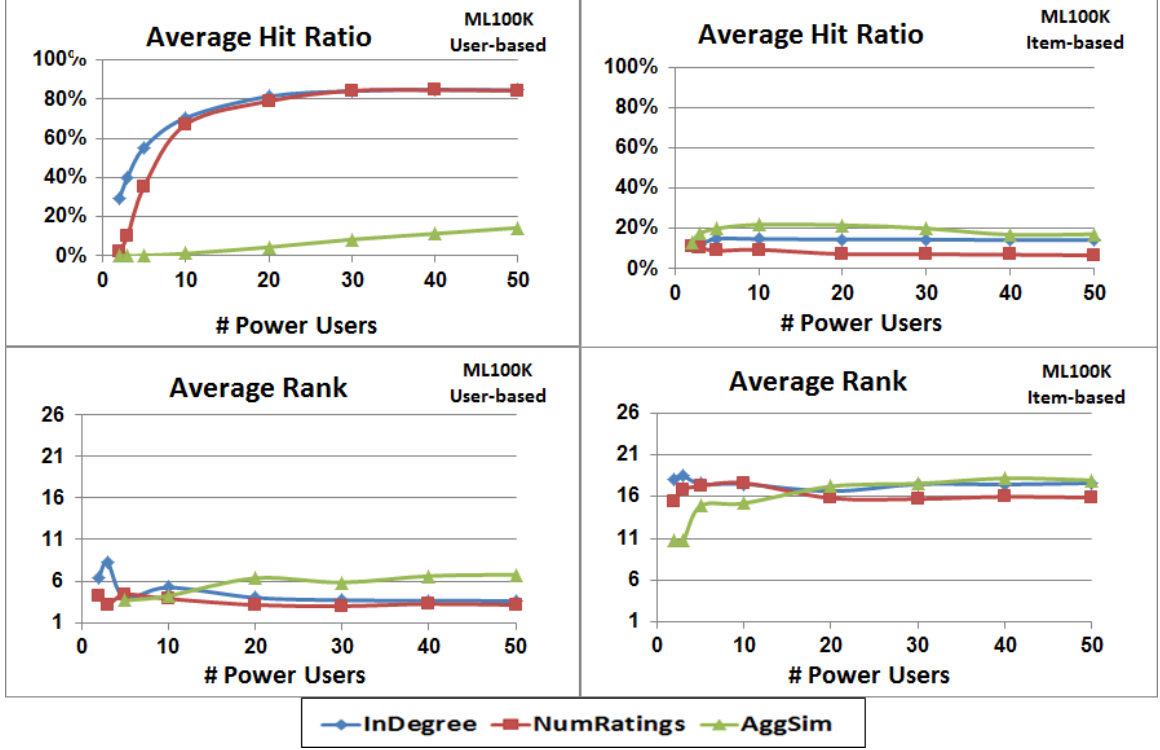 Average Hit Ratio
ML100K
User-based
100%
80%
60%
40%
20%
0%
0 10 20 30 40 50
# Power Users
Average Hit Ratio
ML100K
Item-based
100%
80%
60%
40%
20%
0%
0 10 20 30 40 50
# Power Users
Average Rank
ML100K
User-based
26
21
16
11
6
1
0 10 20 30 40 50
# Power Users
Average Rank
ML100K
Item-based
26
21
16
11
6
1
0 10 20 30 40 50
# Power Users
InDegree NumRatings AggSim